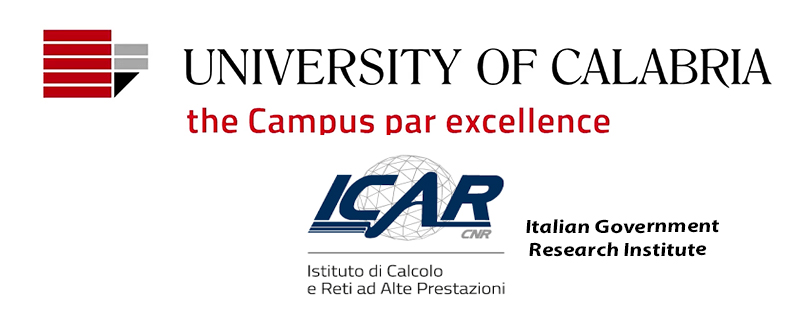 UNIVERSITY OF CALABRIA
the Campus par excellence
ICAR
CNR
Istituto di Calcolo
e Reti ad Alte Prestazioni
Italian Government
Research Institute